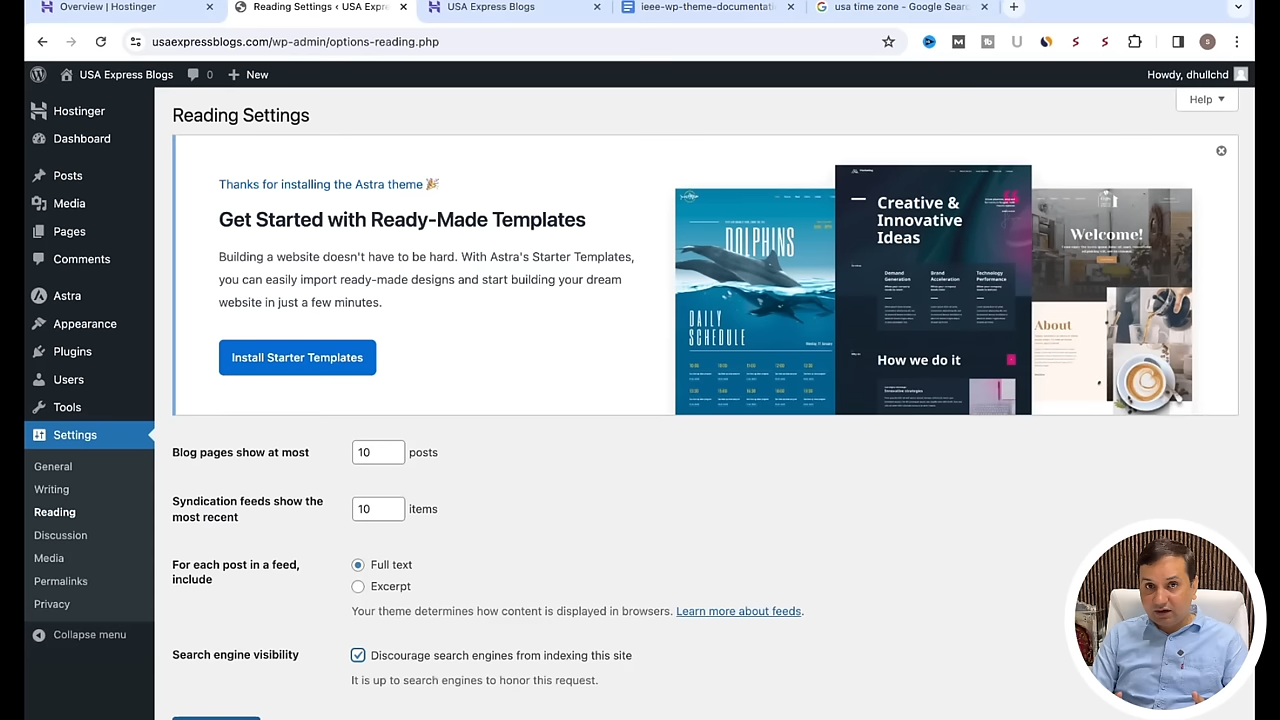 Overview | Hostinger
Reading Settings ‹ USA Expre
USA Express Blogs
ieee-wp-theme-documentati
usa time zone - Google Sear
usaexpressblogs.com/wp-admin/options-reading.php
USA Express Blogs
0
New
Howdy, dhullchd
Help
Hostinger
Dashboard
Posts
Media
Pages
Comments
Astra
Appearance
Plugins
Users
Tools
Settings
General
Writing
Reading
Discussion
Media
Permalinks
Privacy
Collapse menu
Reading Settings
Thanks for installing the Astra theme 🎉
Get Started with Ready-Made Templates
Building a website doesn't have to be hard. With Astra's Starter Templates,
you can easily import ready-made designs and start building your dream
website in just a few minutes.
Install Starter Templates
DOLPHINS
DAILY
SCHEDULE
Creative &
Innovative
Ideas
Demand
Generation
Brand
Acceleration
Technology
Performance
How we do it
Welcome!
About
Blog pages show at most
10
posts
Syndication feeds show the
most recent
10
items
For each post in a feed,
include
Full text
Excerpt
Your theme determines how content is displayed in browsers. Learn more about feeds.
Search engine visibility
Discourage search engines from indexing this site
It is up to search engines to honor this request.